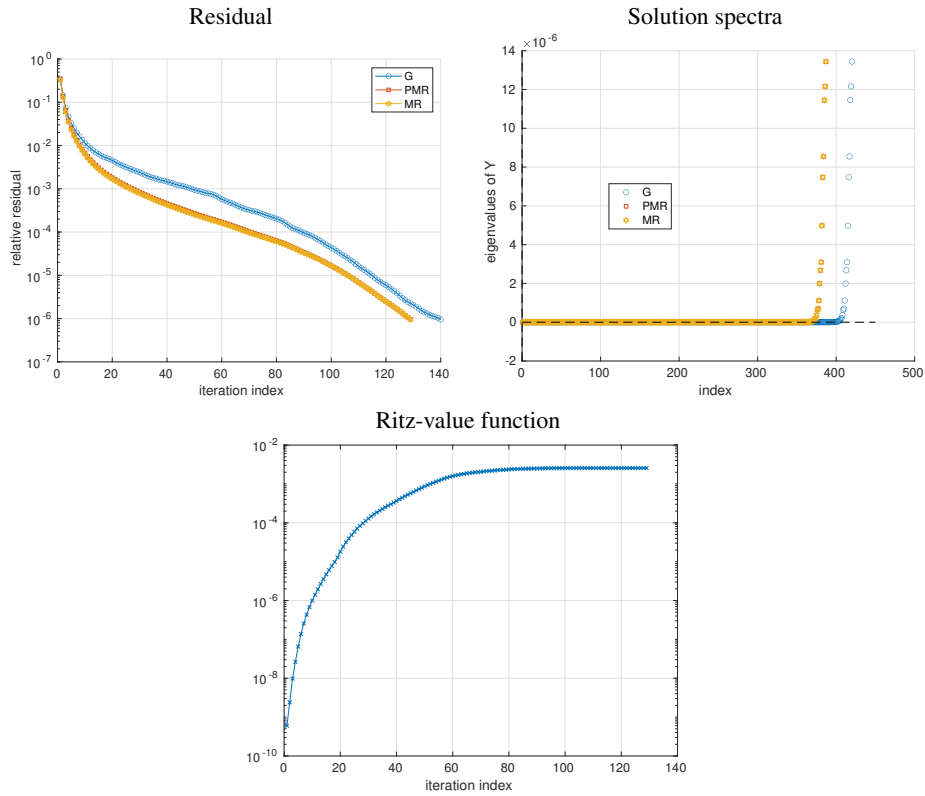 Residual
10^0
10^-1
10^-2
10^-3
10^-4
10^-5
10^-6
10^-7
relative residual
0 20 40 60 80 100 120 140
iteration index
G
PMR
MR
Solution spectra
×10^-6
14
12
10
8
6
4
2
0
-2
eigenvalues of Y
0 100 200 300 400 500
index
G
PMR
MR
Ritz-value function
10^-2
10^-4
10^-6
10^-8
10^-10
0 20 40 60 80 100 120 140
iteration index